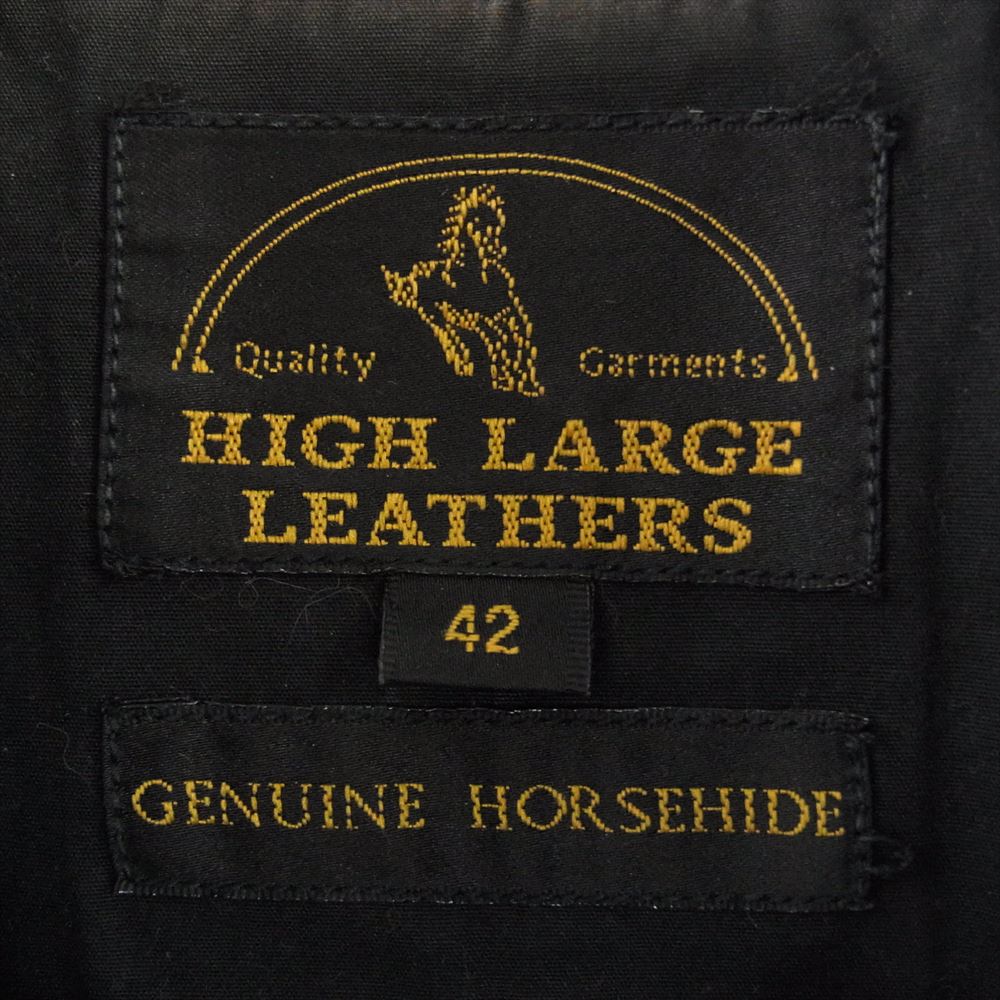 Quality Garments
HIGH LARGE
LEATHERS
42
GENUINE HORSEHIDE